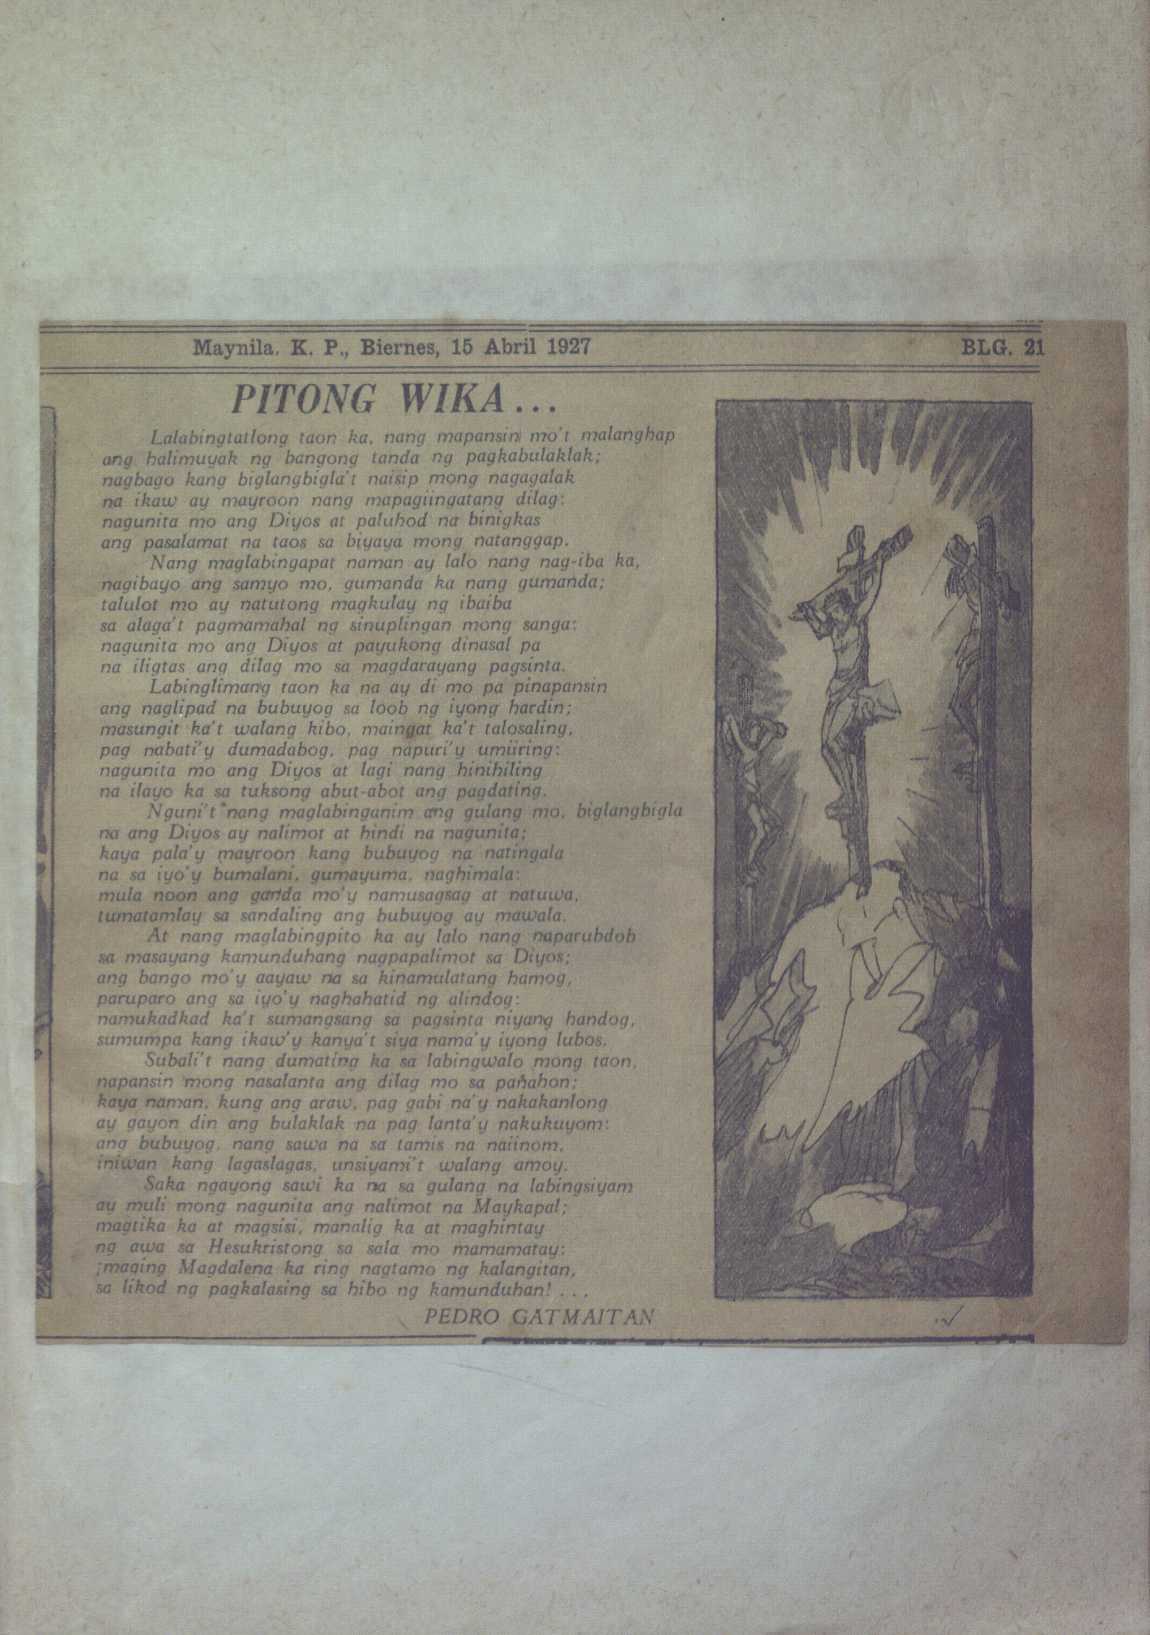 Maynila. K. P., Biernes, 15 Abril 1927
BLG. 21
PITONG WIKA...
Lalabingtatlong taon ka, nang mapansin mo't malanghap
ang halimuyak ng bangong tanda ng pagkabulaklak;
nagbago kang biglangbigla't naisip mong nagagalak
na ikaw ay mayroon nang mapagiingatang dilag:
nagunita mo ang Diyos at paluhod na binigkas
ang pasalamat na taos sa biyaya mong natanggap.
Nang maglabingapat naman ay lalo nang nag-iba ka,
nagibayo ang samyo mo, gumanda ka nang gumanda;
talulot mo ay natutong magkulay ng ibaiba
sa alaga't pagmamahal ng sinuplingan mong sanga:
nagunita mo ang Diyos at payukong dinasal pa
na iligtas ang dilag mo sa magdarayang pagsinta.
Labinglimang taon ka na ay di mo pa pinapansin
ang naglipad na bubuyog sa loob ng iyong hardin;
masungit ka't walang kibo, maingat ka't talosaling,
pag nabati'y dumadabog, pag napuri'y umiiring:
nagunita mo ang Diyos at lagi nang hinihiling
na ilayo ka sa tuksong abut-abot ang pagdating.
Nguni't nang maglabinganim ang gulang mo, biglangbigla
na ang Diyos ay nalimot at hindi na nagunita;
kaya pala'y mayroon kang bubuyog na natingala
na sa iyo'y bumalani, gumayuma, naghimala:
mula noon ang ganda mo'y namusagsag at natuwa,
tumatamlay sa sandaling ang bubuyog ay mawala.
At nang maglabingpito ka ay lalo nang naparubdob
sa masayang kamunduhang nagpapalimot sa Diyos;
ang bango mo'y aayaw na sa kinamulatang hamog,
paruparo ang sa iyo'y naghahatid ng alindog:
namukadkad ka't sumangsang sa pagsinta niyang handog,
sumumpa kang ikaw'y kanya't siya nama'y iyong lubos.
Subali't nang dumating ka sa labingwalo mong taon,
napansin mong nasalanta ang dilag mo sa panahon;
kaya naman, kung ang araw, pag gabi na'y nakakanlong
ay gayon din ang bulaklak na pag lanta'y nakukuyom:
ang bubuyog, nang sawa na sa tamis na naiinom,
iniwan kang lagaslagas, unsiyami't walang amoy.
Saka ngayong sawi ka na sa gulang na labingsiyam
ay muli mong nagunita ang nalimot na Maykapal;
magtika ka at magsisi, manalig ka at maghintay
ng awa sa Hesukristong sa sala mo mamamatay:
¡maging Magdalena ka ring nagtamo ng kalangitan,
sa likod ng pagkalasing sa hibo ng kamunduhan! ...
PEDRO GATMAITAN